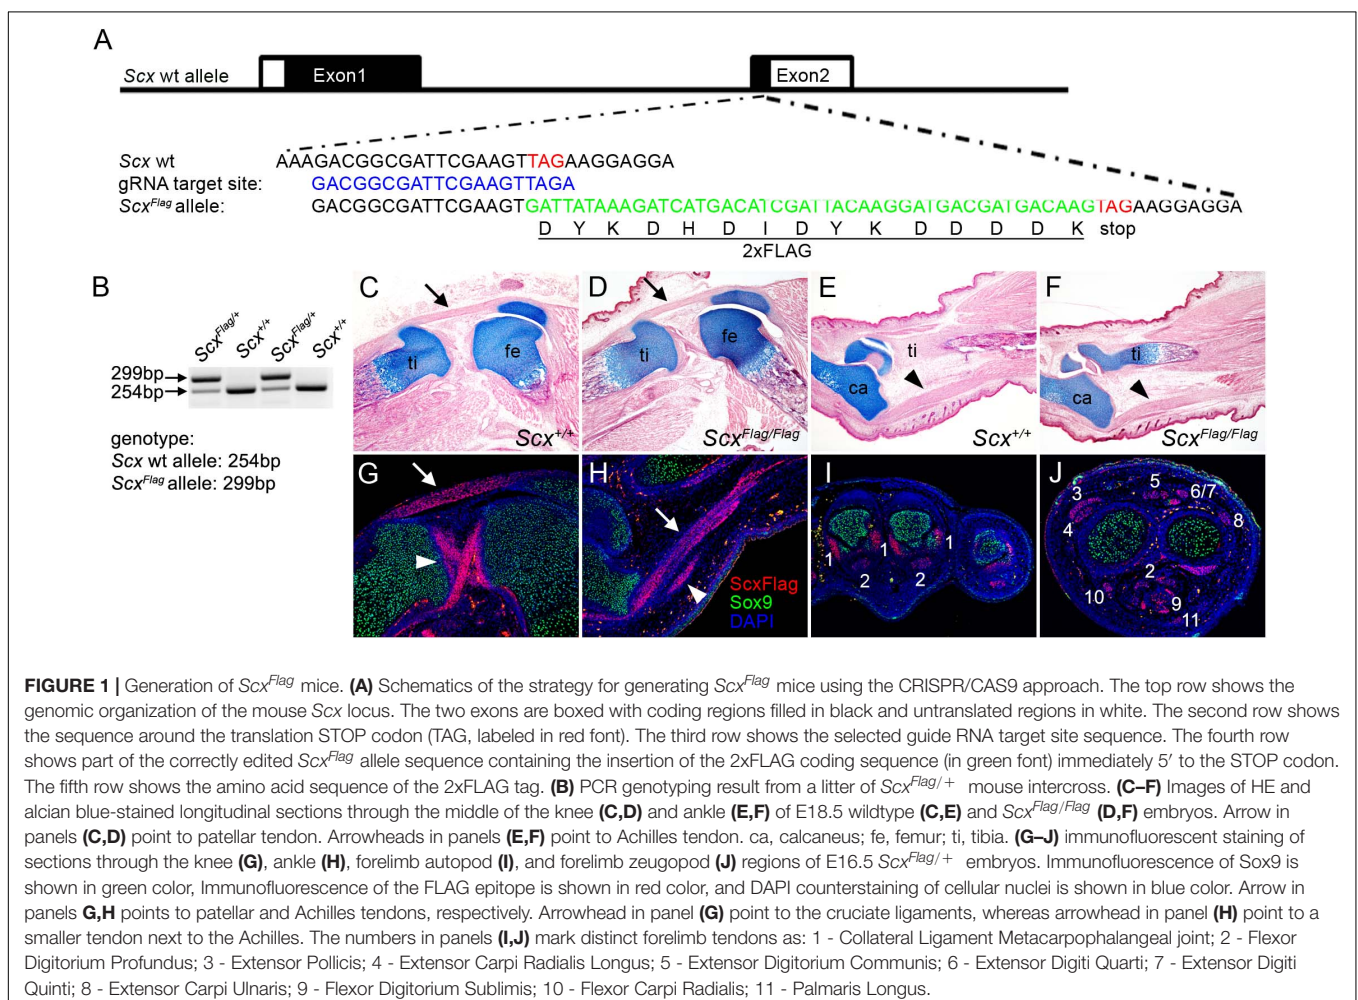 A
Scx wt allele
Exon1
Exon2
Scx wt
AAAGACGGCGATTCGAAGTTAGAAGGAGGA
gRNA target site:
GACGGCGATTCGAAGTTAGA
ScxFlag allele:
GACGGCGATTCGAAGTGATTATAAAGATCATGACATCGATTACAAGGATGACGATGACAAGTAGAAGGAGGA
D Y K D H D I D Y K D D D D K stop
2xFLAG
B
ScxFlag/+ Scx+/+ ScxFlag/+ Scx+/+
299bp
254bp
genotype:
Scx wt allele: 254bp
ScxFlag allele: 299bp
C
ti
fe
Scx+/+
D
ti
fe
ScxFlag/Flag
E
ti
ca
Scx+/+
F
ti
ca
ScxFlag/Flag
G
H
ScxFlag
Sox9
DAPI
I
1 1 1
2 2
J
3 5 6/7
4 8
2
10 9
11
FIGURE 1 | Generation of ScxFlag mice. (A) Schematics of the strategy for generating ScxFlag mice using the CRISPR/CAS9 approach. The top row shows the
genomic organization of the mouse Scx locus. The two exons are boxed with coding regions filled in black and untranslated regions in white. The second row shows
the sequence around the translation STOP codon (TAG, labeled in red font). The third row shows the selected guide RNA target site sequence. The fourth row
shows part of the correctly edited ScxFlag allele sequence containing the insertion of the 2xFLAG coding sequence (in green font) immediately 5′ to the STOP codon.
The fifth row shows the amino acid sequence of the 2xFLAG tag. (B) PCR genotyping result from a litter of ScxFlag/+ mouse intercross. (C–F) Images of HE and
alcian blue-stained longitudinal sections through the middle of the knee (C,D) and ankle (E,F) of E18.5 wildtype (C,E) and ScxFlag/Flag (D,F) embryos. Arrow in
panels (C,D) point to patellar tendon. Arrowheads in panels (E,F) point to Achilles tendon. ca, calcaneus; fe, femur; ti, tibia. (G–J) immunofluorescent staining of
sections through the knee (G), ankle (H), forelimb autopod (I), and forelimb zeugopod (J) regions of E16.5 ScxFlag/+ embryos. Immunofluorescence of Sox9 is
shown in green color, Immunofluorescence of the FLAG epitope is shown in red color, and DAPI counterstaining of cellular nuclei is shown in blue color. Arrow in
panels G,H points to patellar and Achilles tendons, respectively. Arrowhead in panel (G) point to the cruciate ligaments, whereas arrowhead in panel (H) point to a
smaller tendon next to the Achilles. The numbers in panels (I,J) mark distinct forelimb tendons as: 1 - Collateral Ligament Metacarpophalangeal joint; 2 - Flexor
Digitorium Profundus; 3 - Extensor Pollicis; 4 - Extensor Carpi Radialis Longus; 5 - Extensor Digitorium Communis; 6 - Extensor Digiti Quarti; 7 - Extensor Digiti
Quinti; 8 - Extensor Carpi Ulnaris; 9 - Flexor Digitorium Sublimis; 10 - Flexor Carpi Radialis; 11 - Palmaris Longus.